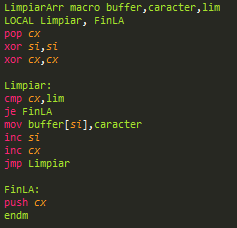 LimpiarArr macro buffer,caracter,lim
LOCAL Limpiar, FinLA
pop cx
xor si,si
xor cx,cx
Limpiar:
cmp cx,lim
je FinLA
mov buffer[si],caracter
inc si
inc cx
jmp Limpiar
FinLA:
push cx
endm